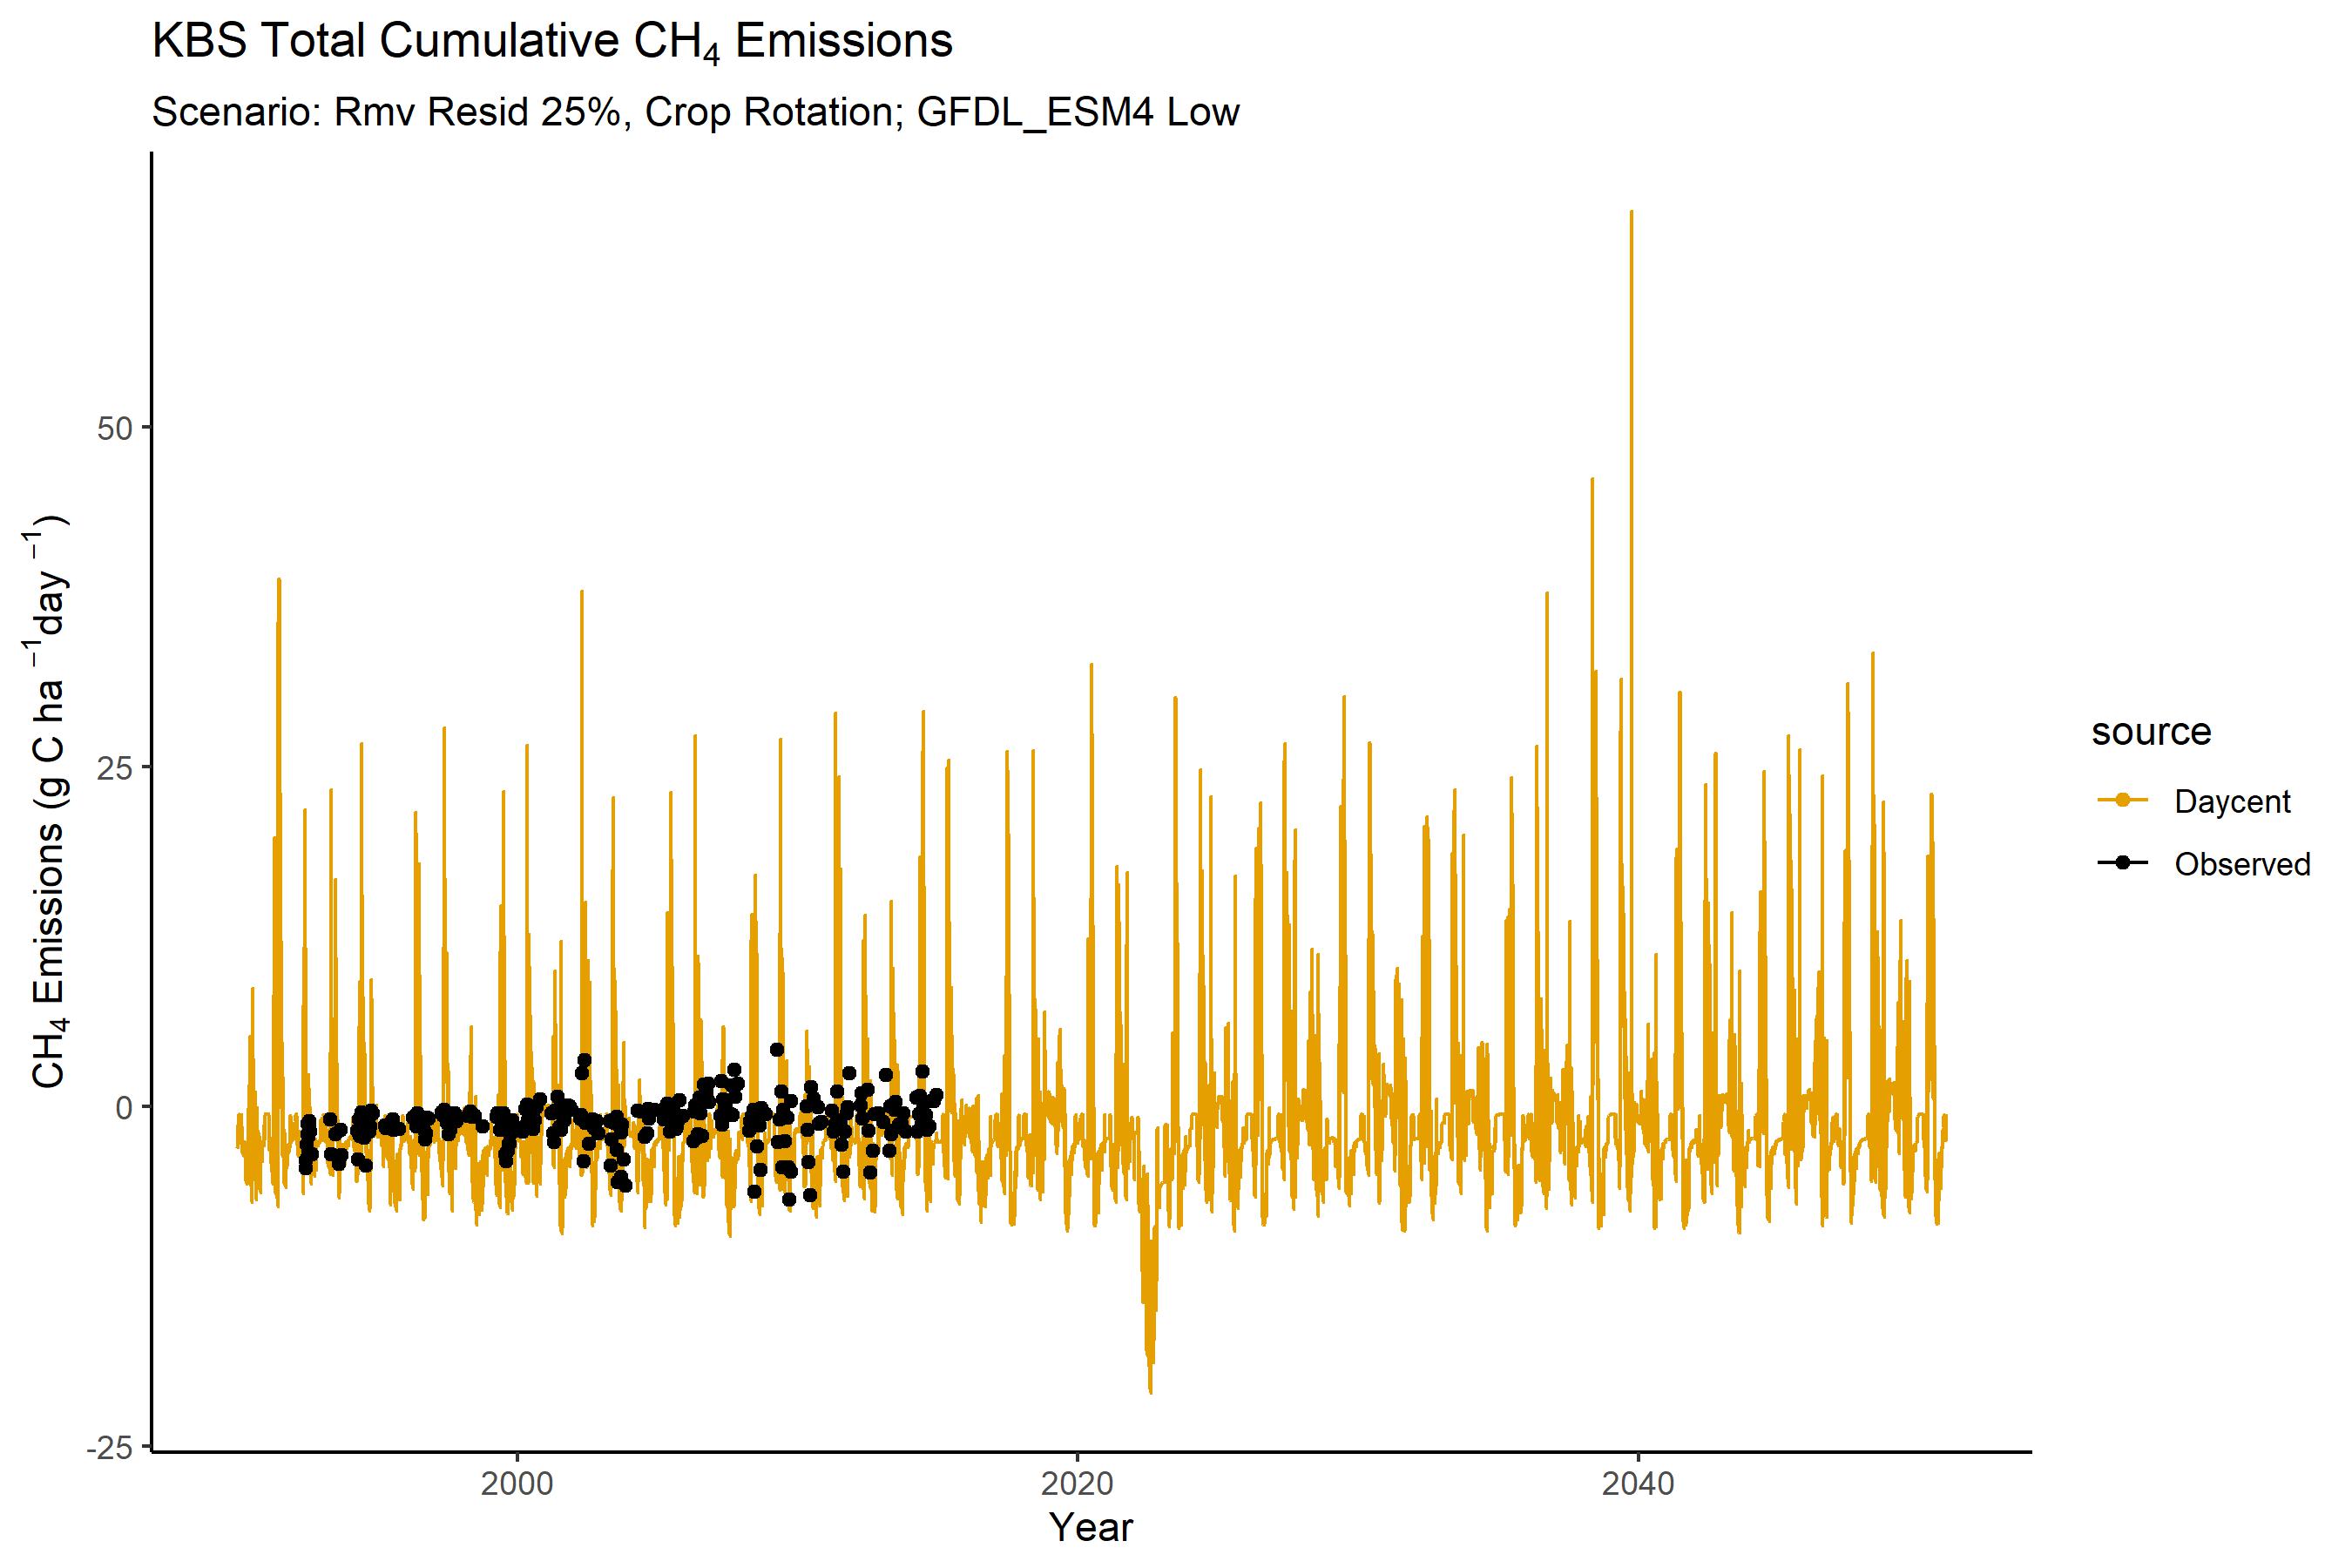 KBS Total Cumulative CH₄ Emissions
Scenario: Rmv Resid 25%, Crop Rotation; GFDL_ESM4 Low
CH₄ Emissions (g C ha ⁻¹day ⁻¹)
50
25
0
-25
2000
2020
2040
Year
source
Daycent
Observed